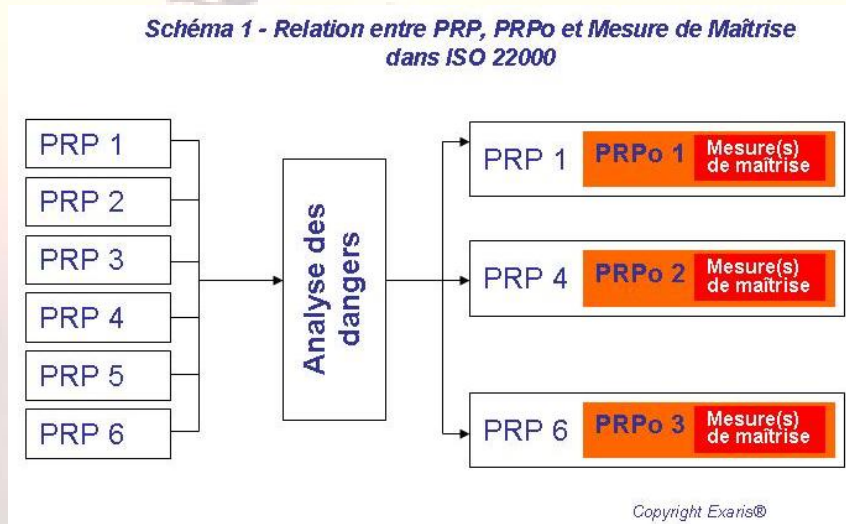 Schéma 1 - Relation entre PRP, PRPo et Mesure de Maîtrise
dans ISO 22000
PRP 1
PRP 2
PRP 3
PRP 4
PRP 5
PRP 6
Analyse des
dangers
PRP 1 PRPo 1 Mesure(s)
de maîtrise
PRP 4 PRPo 2 Mesure(s)
de maîtrise
PRP 6 PRPo 3 Mesure(s)
de maîtrise
Copyright Exaris®